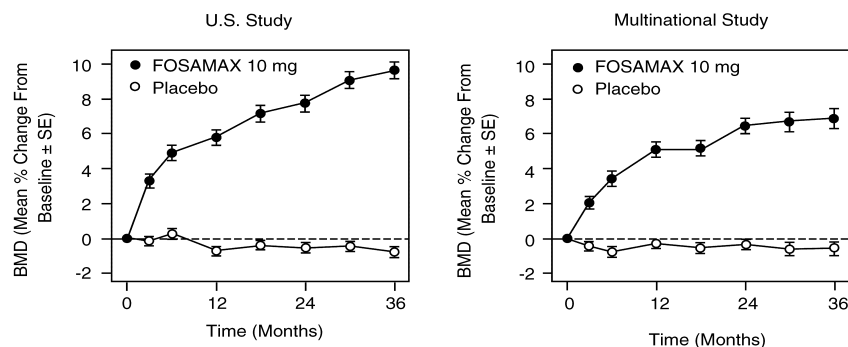 U.S. Study
BMD (Mean % Change From
Baseline ± SE)
10
8
6
4
2
0
-2
FOSAMAX 10 mg
Placebo
0
12
24
36
Time (Months)
Multinational Study
BMD (Mean % Change From
Baseline ± SE)
10
8
6
4
2
0
-2
FOSAMAX 10 mg
Placebo
0
12
24
36
Time (Months)